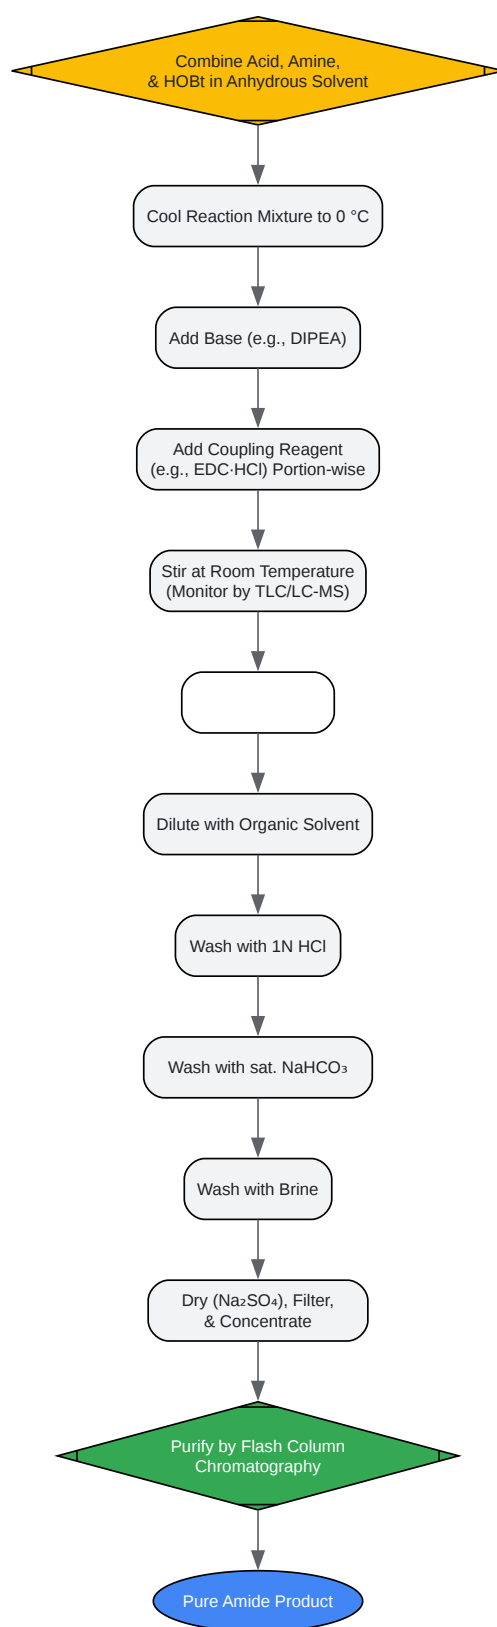 Combine Acid, Amine,
& HOBt in Anhydrous Solvent
Cool Reaction Mixture to 0 °C
Add Base (e.g., DIPEA)
Add Coupling Reagent
(e.g., EDC·HCl) Portion-wise
Stir at Room Temperature
(Monitor by TLC/LC-MS)
Dilute with Organic Solvent
Wash with 1N HCl
Wash with sat. NaHCO₃
Wash with Brine
Dry (Na₂SO₄), Filter,
& Concentrate
Purify by Flash Column
Chromatography
Pure Amide Product